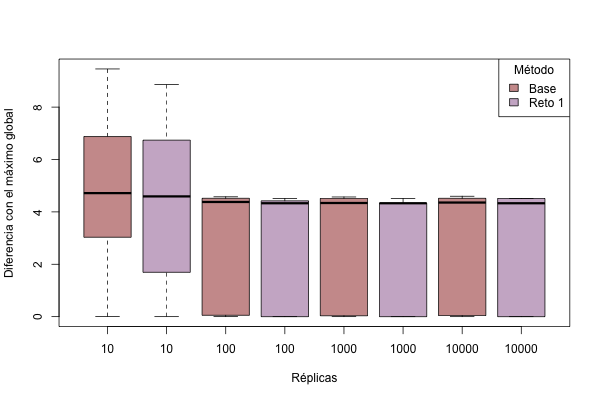 Método
Base
Reto 1
Diferencia con el máximo global
8
6
4
2
0
10 10 100 100 1000 1000 10000 10000
Réplicas